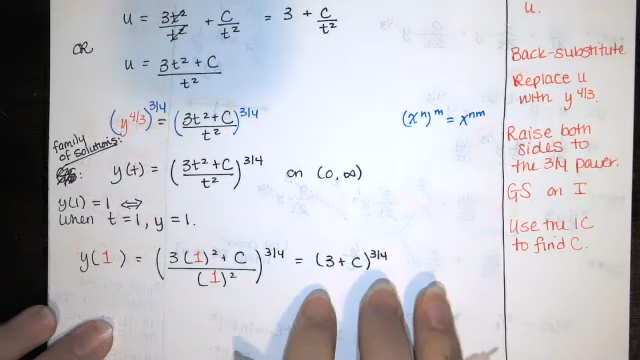 u = 3t²/t² + C/t² = 3 + C/t²
OR
u = (3t² + C)/t²
(y^4/3)^3/4 = ((3t² + C)/t²)^3/4
(xⁿ)ᵐ = xⁿᵐ
family of solutions:
y(t) = ((3t² + C)/t²)^3/4 on (0, ∞)
y(1) = 1 ⇔
when t = 1, y = 1.
y(1) = ((3(1)² + C)/(1)²)^3/4 = (3 + C)^3/4
u.
Back-substitute.
Replace u
with y^4/3.
Raise both
sides to
the 3/4 power.
GS on I
Use the IC
to find C.